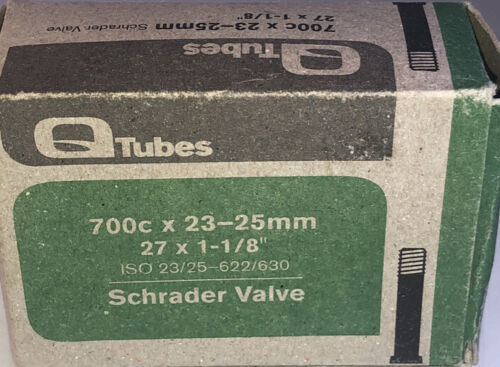 700c x 23–25mm Schrader Valve
27 x 1-1/8"
Q Tubes
Q Tubes
700c x 23–25mm
27 x 1-1/8"
ISO 23/25–622/630
Schrader Valve